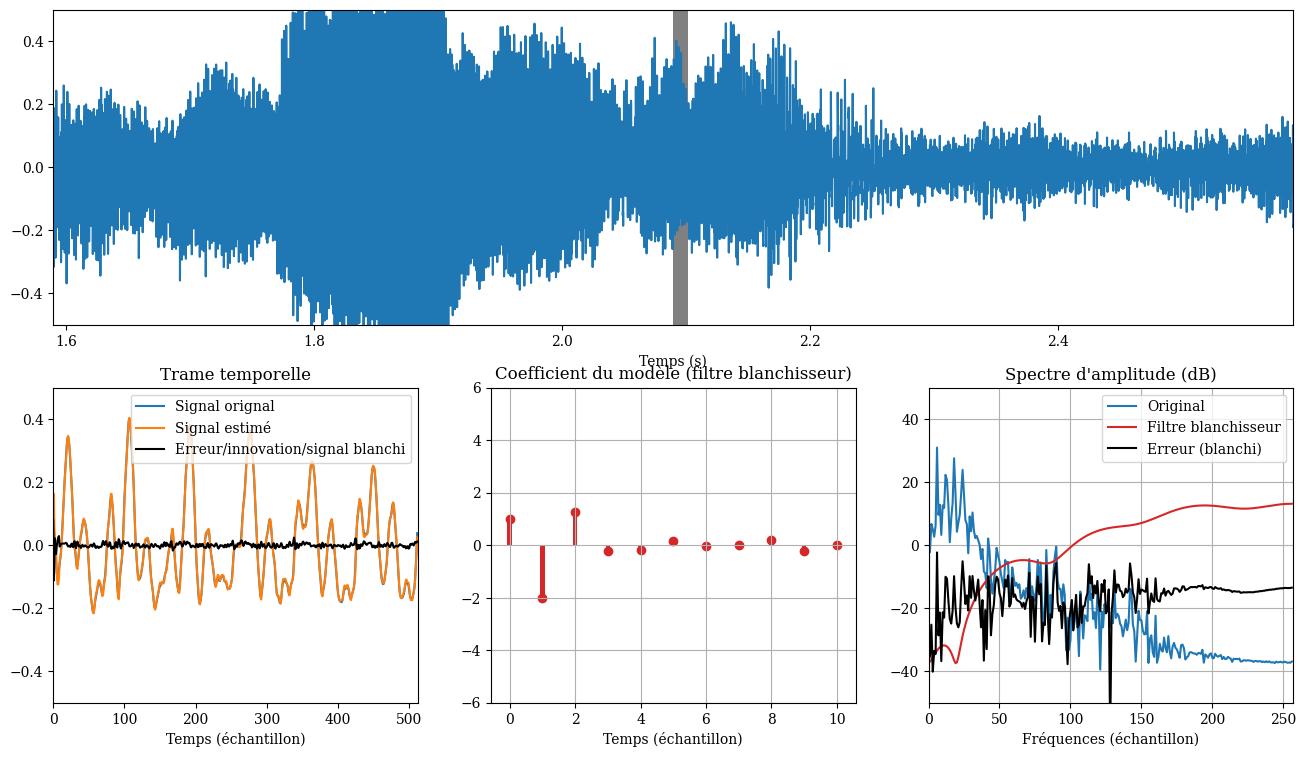 0.4
0.2
0.0
−0.2
−0.4
1.6 1.8 2.0 2.2 2.4
Temps (s)
Trame temporelle
Signal orignal
Signal estimé
Erreur/innovation/signal blanchi
0.4
0.2
0.0
−0.2
−0.4
0 100 200 300 400 500
Temps (échantillon)
Coefficient du modèle (filtre blanchisseur)
6
4
2
0
−2
−4
−6
0 2 4 6 8 10
Temps (échantillon)
Spectre d'amplitude (dB)
Original
Filtre blanchisseur
Erreur (blanchi)
40
20
0
−20
−40
0 50 100 150 200 250
Fréquences (échantillon)